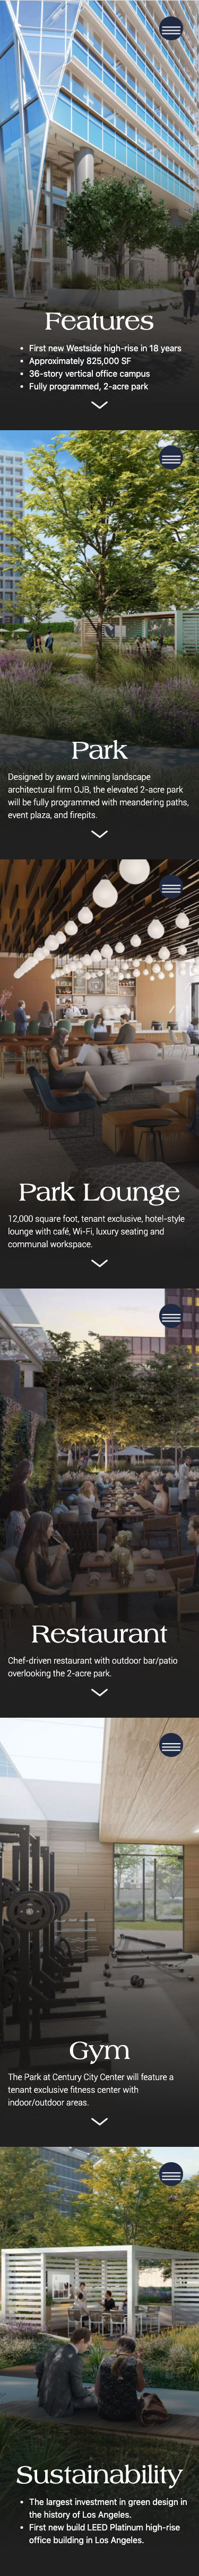 Features
• First new Westside high-rise in 18 years
• Approximately 825,000 SF
• 36-story vertical office campus
• Fully programmed, 2-acre park
Park
Designed by award winning landscape
architectural firm OJB, the elevated 2-acre park
will be fully programmed with meandering paths,
event plaza, and firepits.
Park Lounge
12,000 square foot, tenant exclusive, hotel-style
lounge with café, Wi-Fi, luxury seating and
communal workspace.
Restaurant
Chef-driven restaurant with outdoor bar/patio
overlooking the 2-acre park.
Gym
The Park at Century City Center will feature a
tenant exclusive fitness center with
indoor/outdoor areas.
Sustainability
• The largest investment in green design in
the history of Los Angeles.
• First new build LEED Platinum high-rise
office building in Los Angeles.